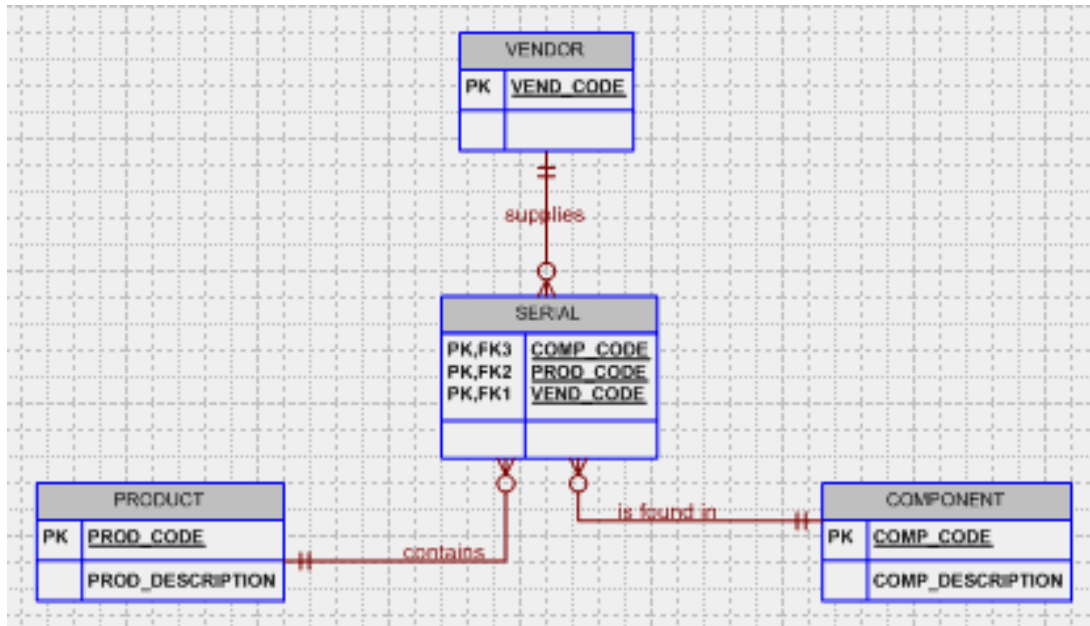 VENDOR
PK VEND_CODE
supplies
SERIAL
PK,FK3 COMP_CODE
PK,FK2 PROD_CODE
PK,FK1 VEND_CODE
PRODUCT
PK PROD_CODE
PROD_DESCRIPTION
contains
is found in
COMPONENT
PK COMP_CODE
COMP_DESCRIPTION